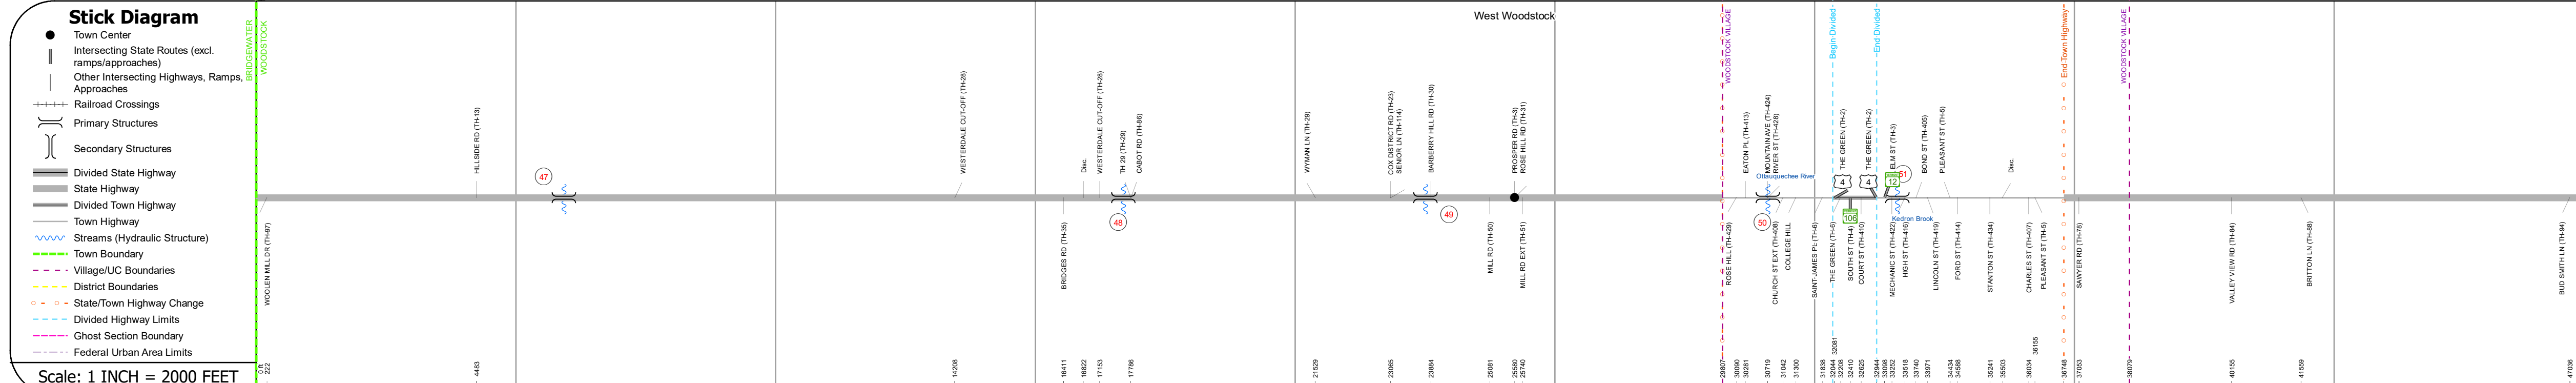 Stick Diagram
Town Center
Intersecting State Routes (excl.
ramps/approaches)
Other Intersecting Highways, Ramps,
Approaches
Railroad Crossings
Primary Structures
Secondary Structures
Divided State Highway
State Highway
Divided Town Highway
Town Highway
Streams (Hydraulic Structure)
Town Boundary
Village/UC Boundaries
District Boundaries
State/Town Highway Change
Divided Highway Limits
Ghost Section Boundary
Federal Urban Area Limits
Scale: 1 INCH = 2000 FEET
BRIDGEWATER
WOODSTOCK
West Woodstock
WOODSTOCK VILLAGE
Begin Divided
End Divided
End Town Highway
WOODSTOCK VILLAGE
HILLSIDE RD (TH-13)
WESTERDALE CUT-OFF (TH-28)
Disc.
WESTERDALE CUT-OFF (TH-28)
TH 29 (TH-29)
CABOT RD (TH-86)
WYMAN LN (TH-29)
COX DISTRICT RD (TH-23)
SENIOR LN (TH-114)
BARBERRY HILL RD (TH-30)
PROSPER RD (TH-3)
ROSE HILL RD (TH-31)
EATON PL (TH-413)
MOUNTAIN AVE (TH-424)
RIVER ST (TH-428)
THE GREEN (TH-2)
THE GREEN (TH-2)
ELM ST (TH-3)
BOND ST (TH-405)
PLEASANT ST (TH-5)
Disc.
47
48
49
50
51
Ottauquechee River
4
4
12
106
Kedron Brook
WOOLEN MILL DR (TH-97)
BRIDGES RD (TH-35)
MILL RD (TH-50)
MILL RD EXT (TH-51)
ROSE HILL (TH-429)
CHURCH ST EXT (TH-408)
COLLEGE HILL
SAINT JAMES PL (TH-6)
THE GREEN (TH-6)
SOUTH ST (TH-4)
COURT ST (TH-410)
MECHANIC ST (TH-422)
HIGH ST (TH-416)
LINCOLN ST (TH-419)
FORD ST (TH-414)
STANTON ST (TH-434)
CHARLES ST (TH-407)
PLEASANT ST (TH-5)
SAWYER RD (TH-78)
VALLEY VIEW RD (TH-84)
BRITTON LN (TH-88)
BUD SMITH LN (TH-94)
0 ft
222
4483
14208
16411
16822
17153
17786
21529
23065
23884
25081
25580
25740
29807
30090
30281
30719
31042
31300
31838
32044
32081
32208
32410
32625
32944
33098
33252
33518
33740
33971
34434
34588
35241
35503
36034
36155
36748
37053
38079
40155
41559
47036